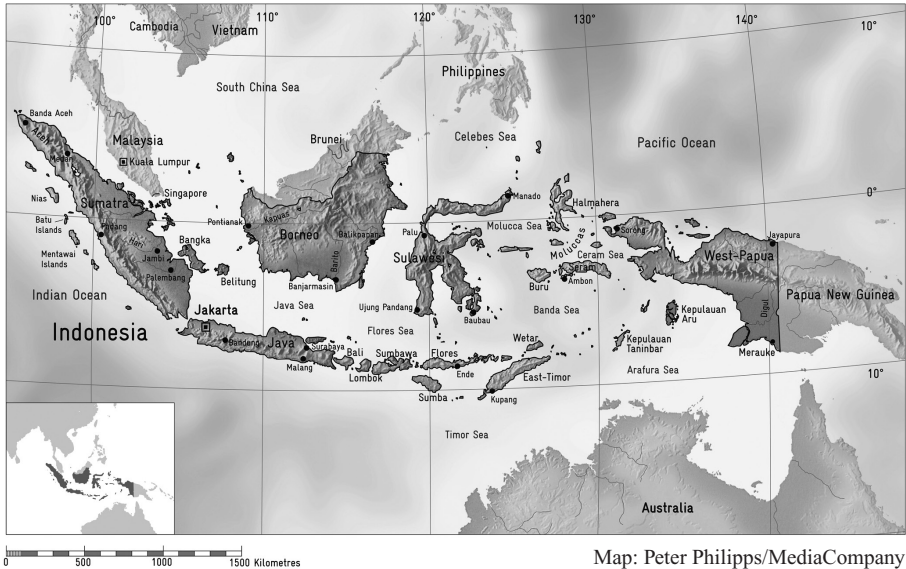 100°
120°
140°
10°
Cambodia
Vietnam
Philippines
South China Sea
Banda Aceh
Aceh
Malaysia
Brunei
Celebes Sea
Pacific Ocean
Medan
Kuala Lumpur
Singapore
Nias
Sumatra
Manado
Halmahera
0°
Batu
Islands
Padang
Pontianak
Kapuas
Borneo
Balikpapan
Palu
Molucca Sea
Moluccas
Sorong
Jayapura
Mentawai
Islands
Hari
Jambi
Bangka
Palembang
Belitung
Barito
Banjarmasin
Sulawesi
Ceram Sea
Seram
Buru
Ambon
West-Papua
Indian Ocean
Jakarta
Java Sea
Ujung Pandang
Baubau
Banda Sea
Kepulauan
Aru
Digul
Papua New Guinea
Indonesia
Flores Sea
Bandung
Java
Surabaya
Malang
Bali
Lombok
Sumbawa
Flores
Ende
Sumba
Wetar
East-Timor
Kupang
Kepulauan
Taninbar
Arafura Sea
Merauke
10°
Timor Sea
Australia
0
500
1000
1500 Kilometres
Map: Peter Philipps/MediaCompany